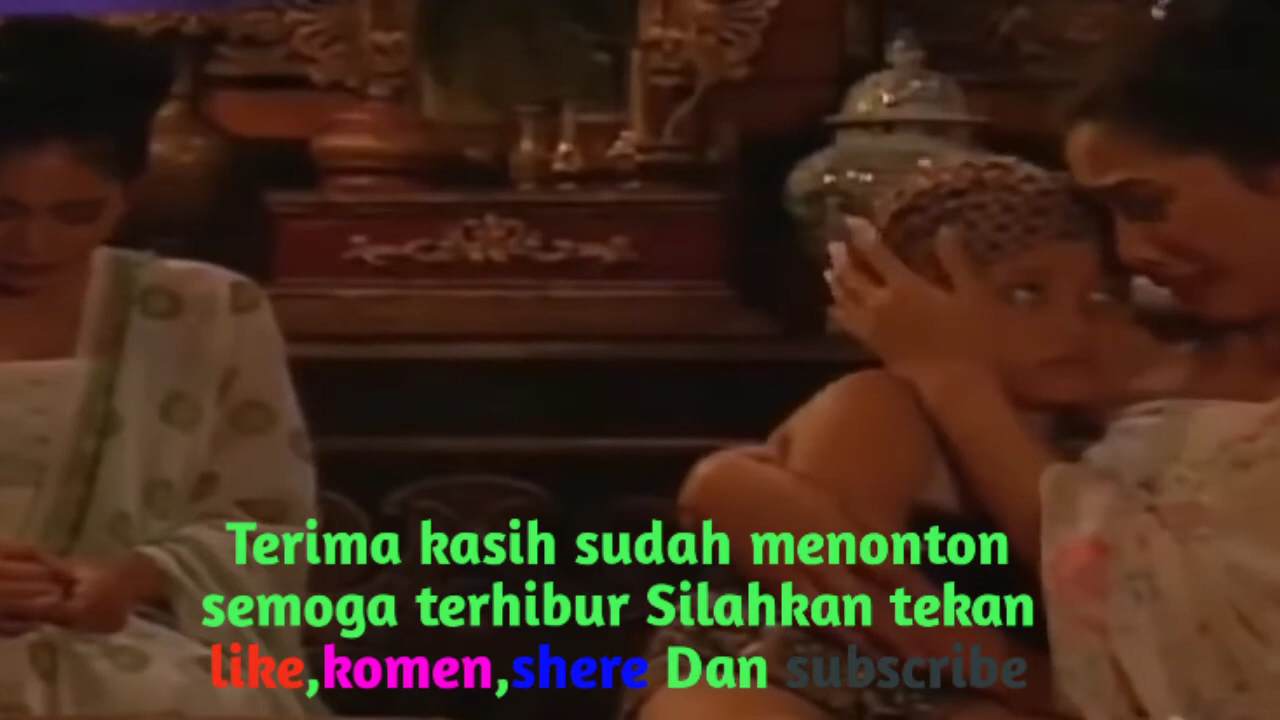 Terima kasih sudah menonton
semoga terhibur Silahkan tekan
like,komen,shere Dan subscribe